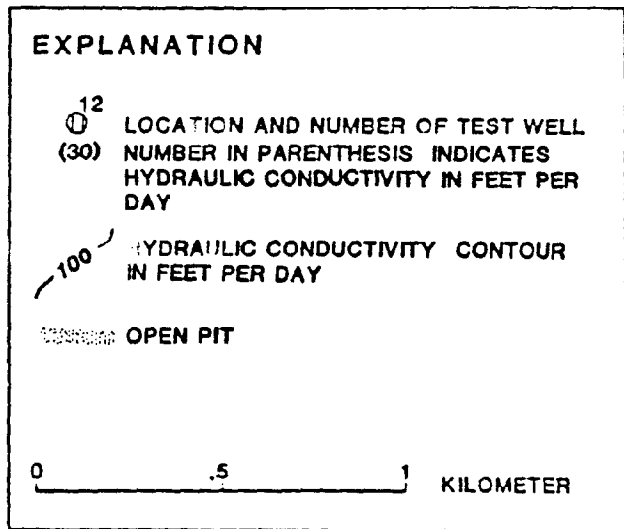 EXPLANATION
12
LOCATION AND NUMBER OF TEST WELL
(30) NUMBER IN PARENTHESIS INDICATES
HYDRAULIC CONDUCTIVITY IN FEET PER
DAY
100 HYDRAULIC CONDUCTIVITY CONTOUR
IN FEET PER DAY
OPEN PIT
0 .5 1 KILOMETER